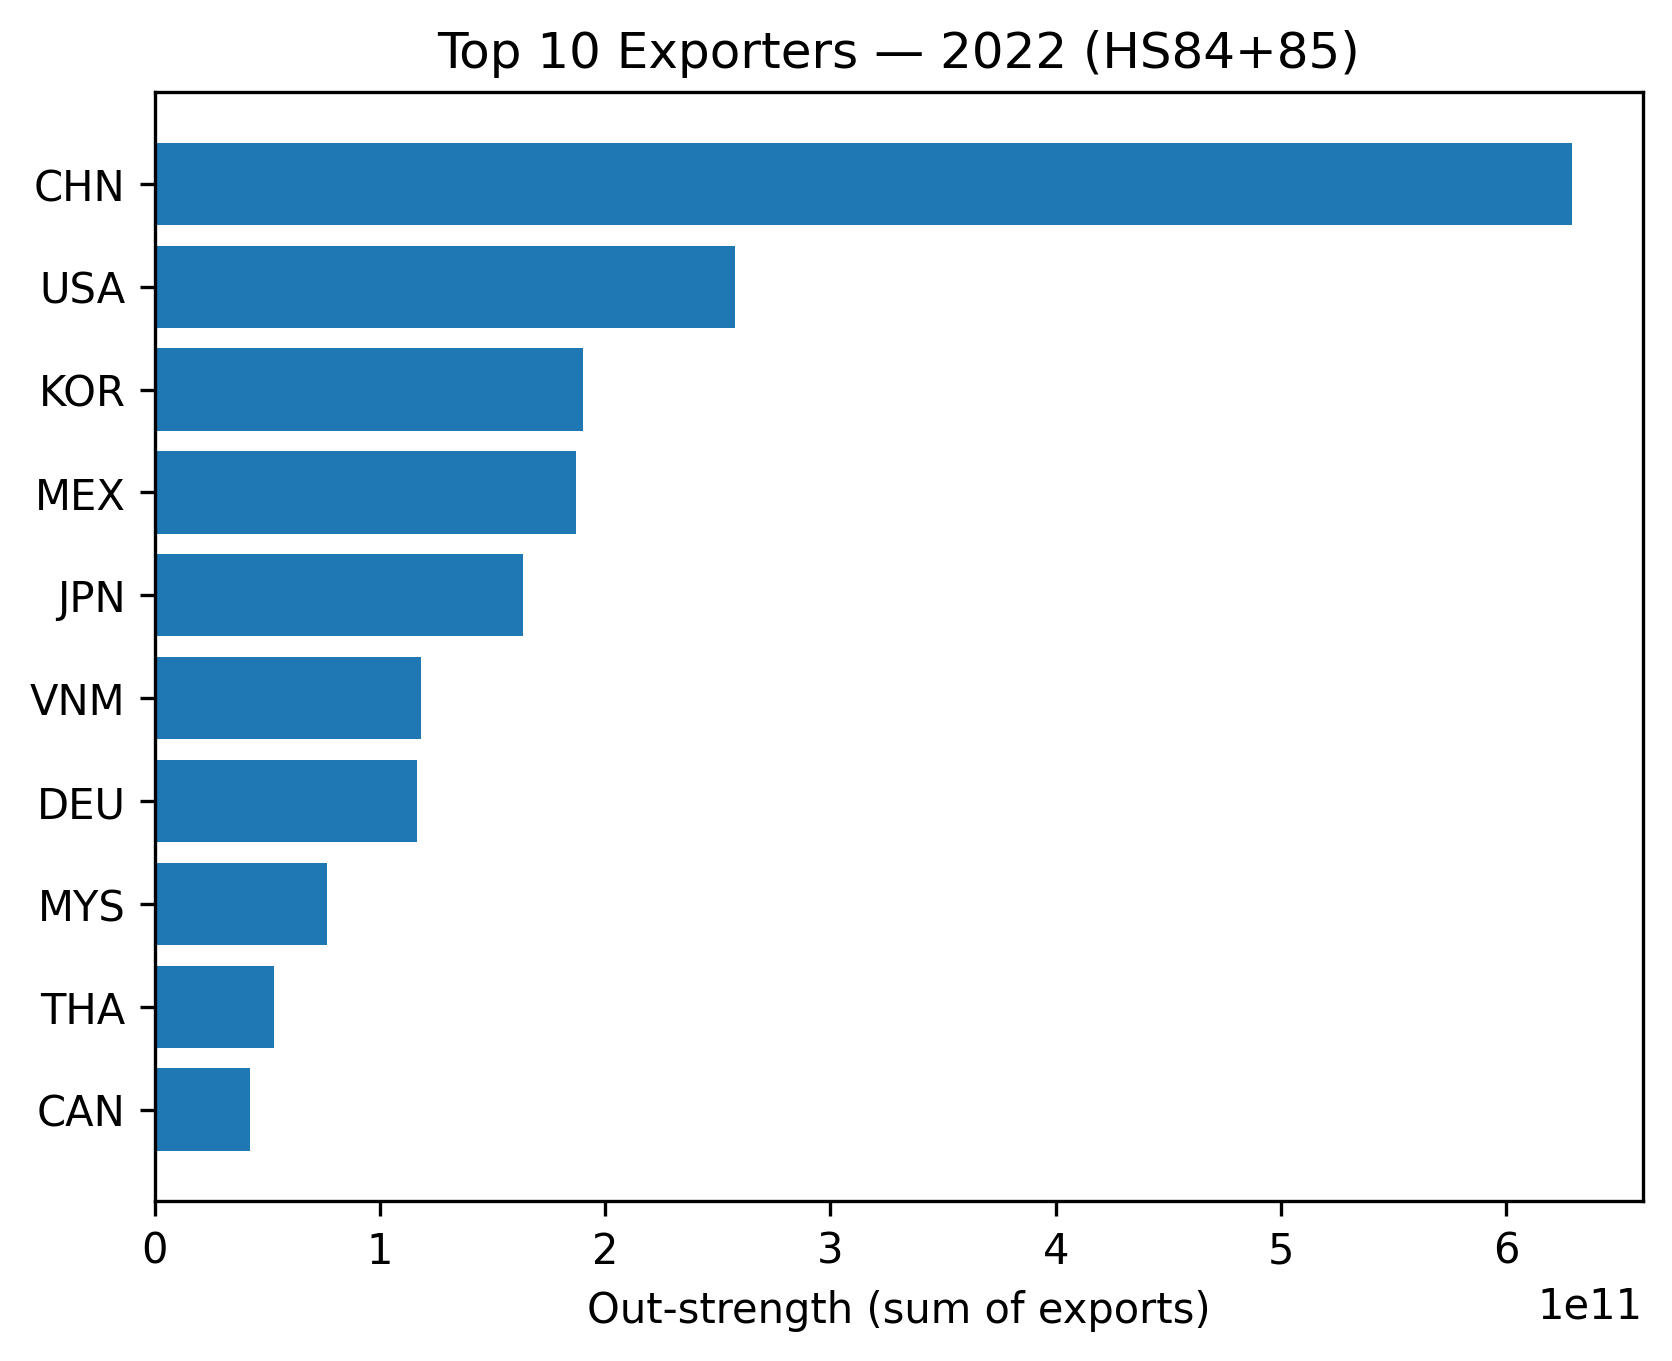 Top 10 Exporters — 2022 (HS84+85)
CHN
USA
KOR
MEX
JPN
VNM
DEU
MYS
THA
CAN
0 1 2 3 4 5 6
1e11
Out-strength (sum of exports)